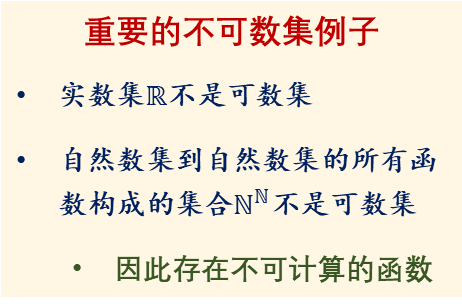 重要的不可数集例子
• 实数集ℝ不是可数集
• 自然数集到自然数集的所有函
数构成的集合ℕ^ℕ不是可数集
• 因此存在不可计算的函数